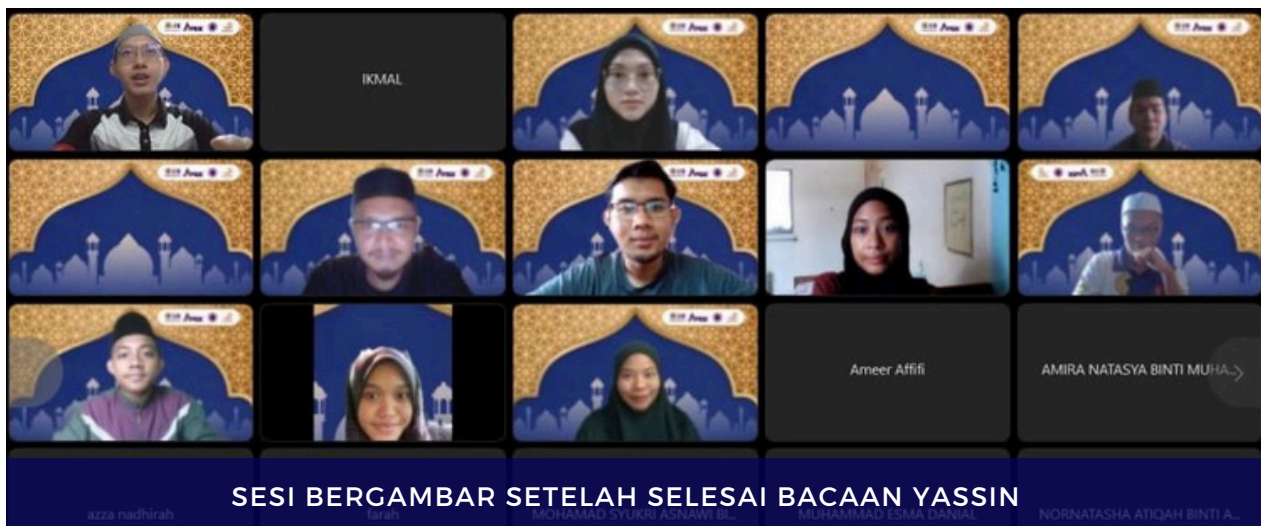 IKMAL
Ameer Affifi
AMIRA NATASYA BINTI MUHA...
SESI BERGAMBAR SETELAH SELESAI BACAAN YASSIN
azza nadhirah
farah
MOHAMAD SYUKRI ASNAWI BI...
MUHAMMAD ESMA DANIAL
NORNATASHA ATIQAH BINTI A...